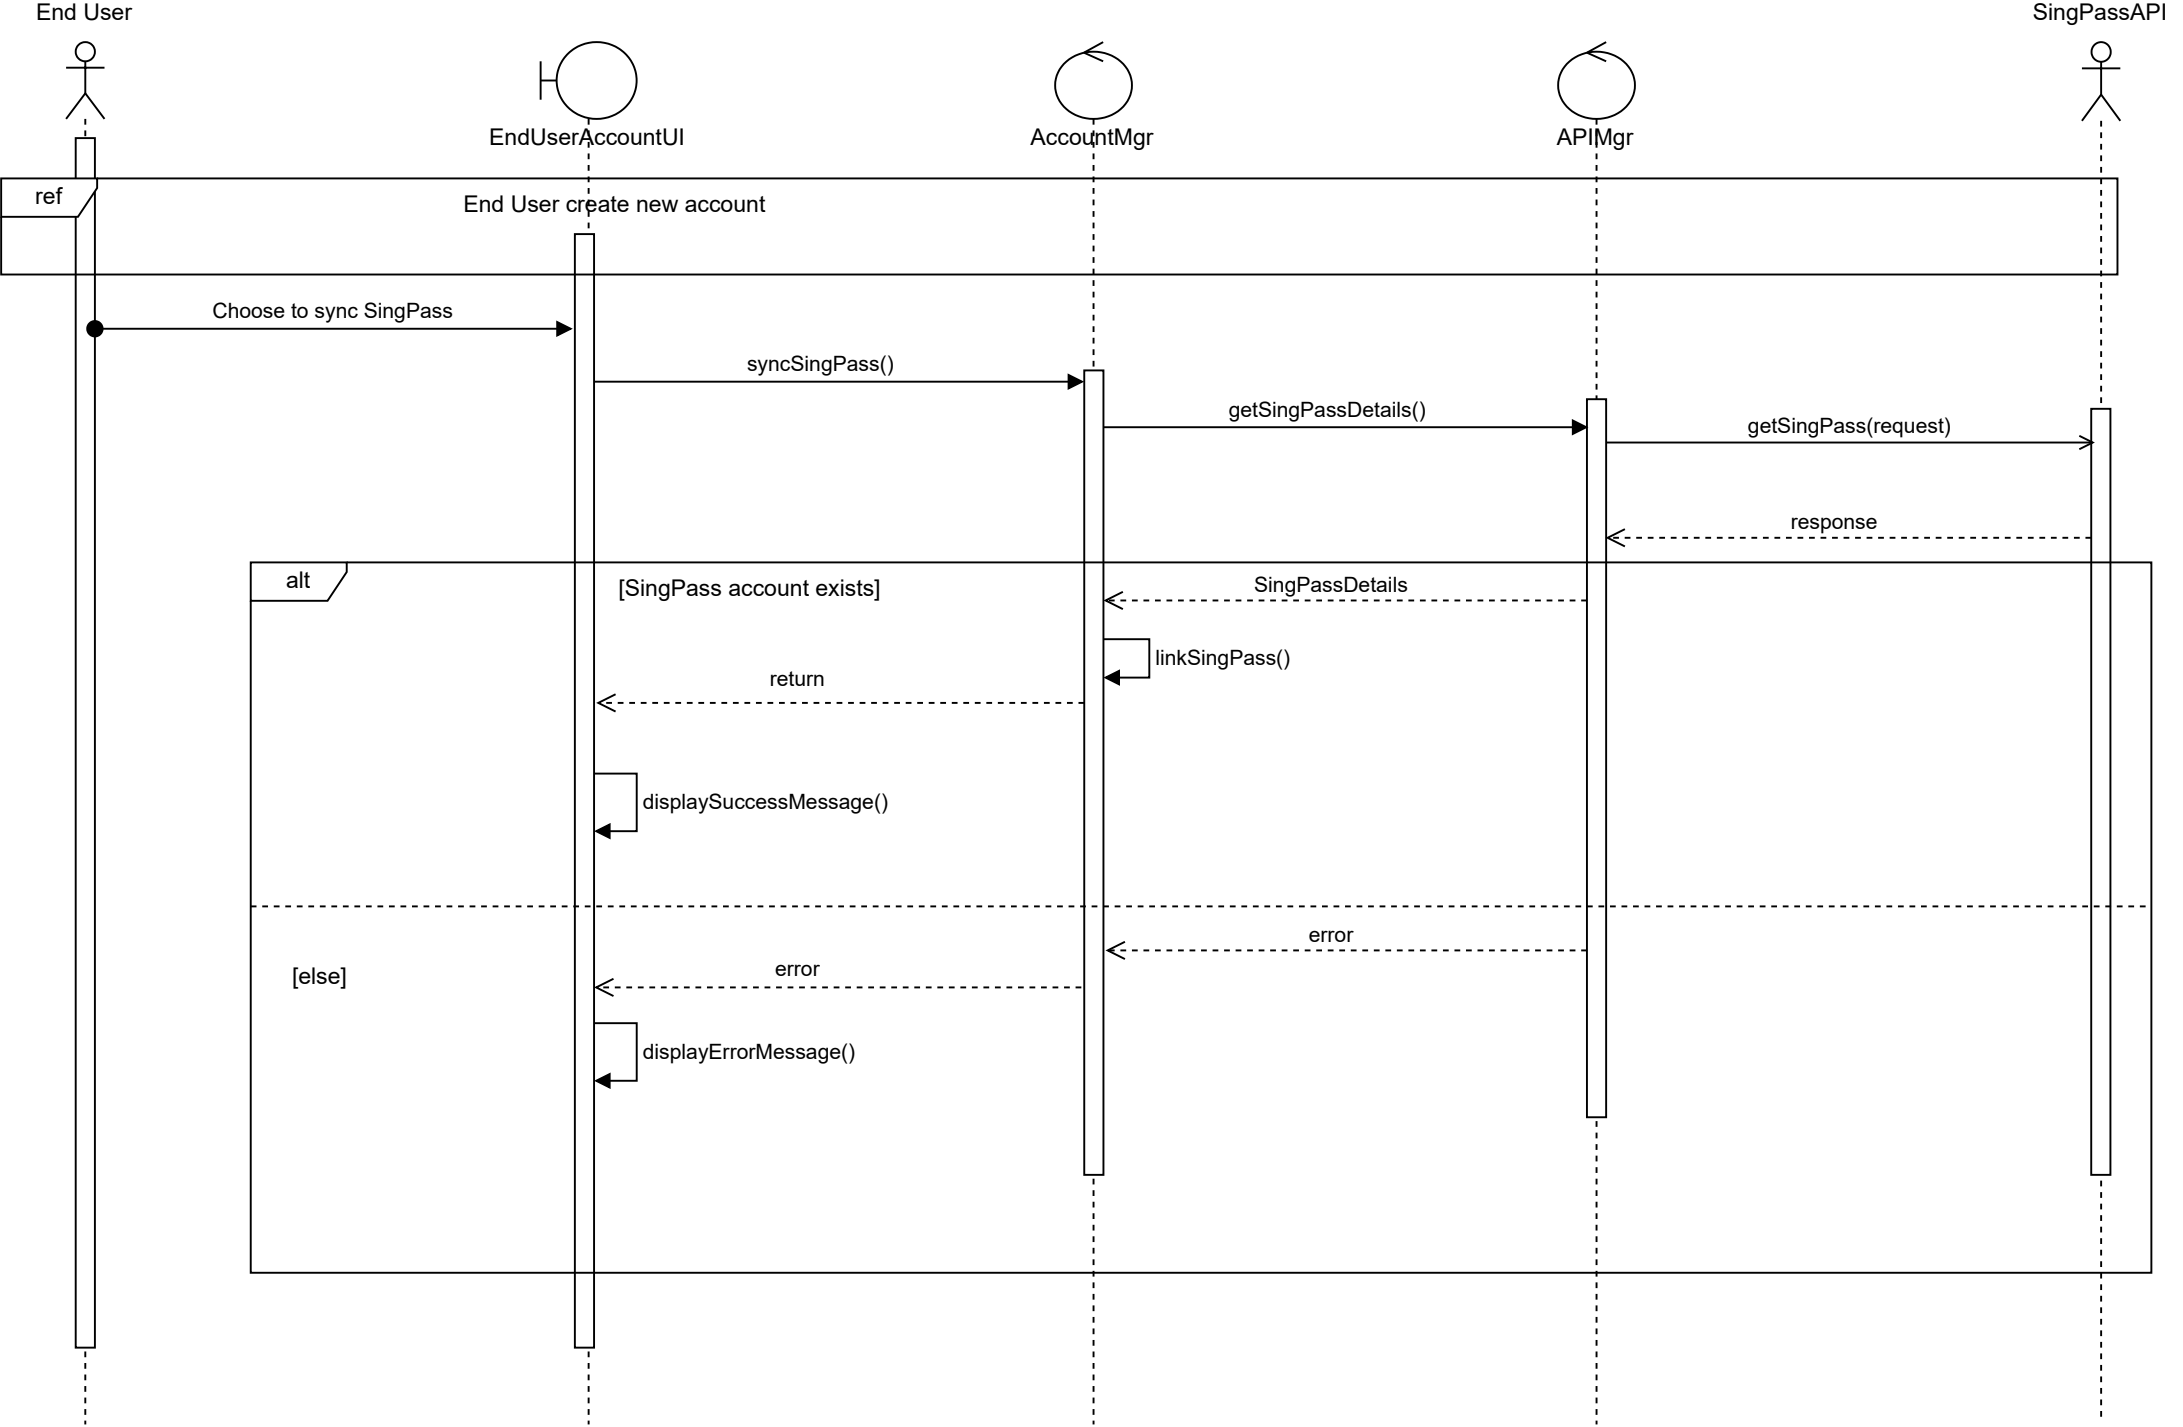 End User
SingPassAPI
EndUserAccountUI
AccountMgr
APIMgr
ref
End User create new account
Choose to sync SingPass
syncSingPass()
getSingPassDetails()
getSingPass(request)
response
alt
[SingPass account exists]
SingPassDetails
linkSingPass()
return
displaySuccessMessage()
error
error
[else]
displayErrorMessage()